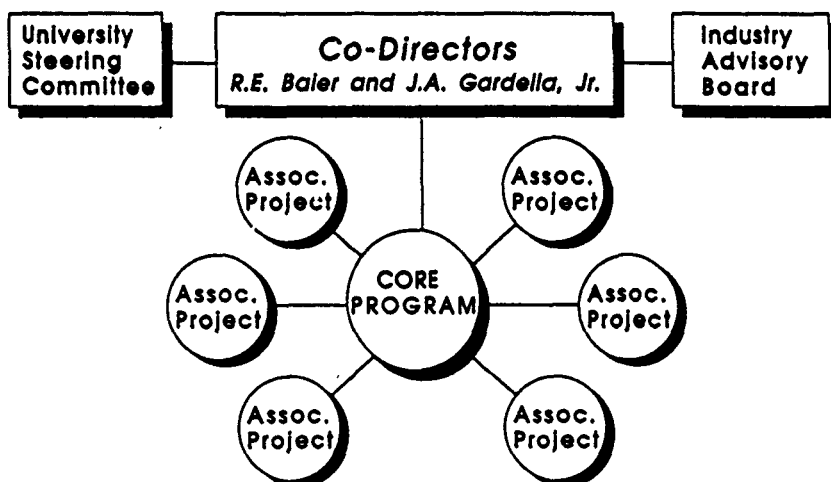 University
Steering
Committee
Co-Directors
R.E. Baier and J.A. Gardella, Jr.
Industry
Advisory
Board
Assoc.
Project
Assoc.
Project
Assoc.
Project
CORE
PROGRAM
Assoc.
Project
Assoc.
Project
Assoc.
Project